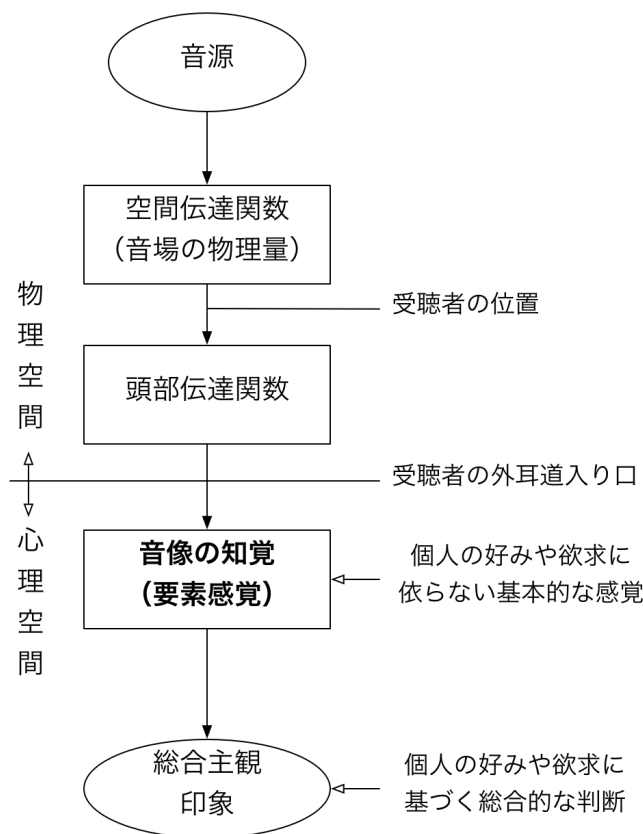 音源
空間伝達関数
（音場の物理量）
受聴者の位置
頭部伝達関数
物理空間
受聴者の外耳道入り口
心理空間
音像の知覚
（要素感覚）
個人の好みや欲求に
依らない基本的な感覚
総合主観
印象
個人の好みや欲求に
基づく総合的な判断